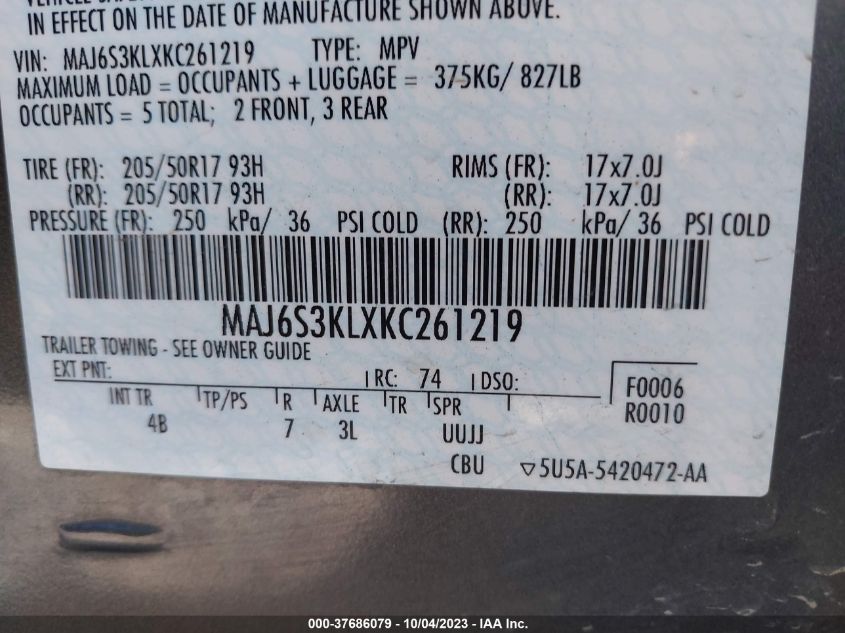 IN EFFECT ON THE DATE OF MANUFACTURE SHOWN ABOVE.
VIN: MAJ6S3KLXKC261219 TYPE: MPV
MAXIMUM LOAD = OCCUPANTS + LUGGAGE = 375KG/ 827LB
OCCUPANTS = 5 TOTAL; 2 FRONT, 3 REAR
TIRE (FR): 205/50R17 93H RIMS (FR): 17x7.0J
(RR): 205/50R17 93H (RR): 17x7.0J
PRESSURE (FR): 250 kPa/ 36 PSI COLD (RR): 250 kPa/ 36 PSI COLD
MAJ6S3KLXKC261219
TRAILER TOWING - SEE OWNER GUIDE
EXT PNT: RC: 74 DSO: F0006
INT TR TP/PS R AXLE TR SPR R0010
4B 7 3L UUJJ
CBU ▽5U5A-5420472-AA
000-37686079 - 10/04/2023 - IAA Inc.